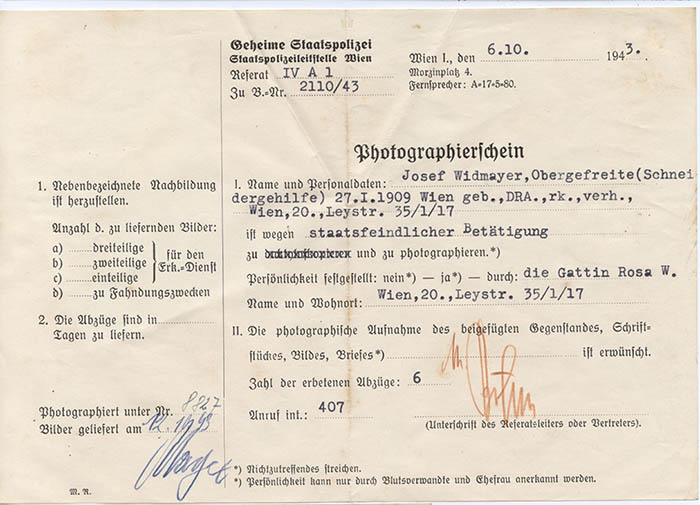 Geheime Staatspolizei
Staatspolizeileitstelle Wien
Referat IV A 1
Zu B.=Nr. 2110/43
Wien I., den 6.10. 1943.
Morzinplatz 4.
Fernsprecher: A=17=5=80.
Photographierschein
1. Nebenbezeichnete Nachbildung
ist herzustellen.
Anzahl d. zu liefernden Bilder:
a) dreiteilige
b) zweiteilige
c) einteilige
für den
Erk.=Dienst
d) zu Fahndungszwecken
2. Die Abzüge sind in
Tagen zu liefern.
Photographiert unter Nr. 8827
Bilder geliefert am 12.10.43
M. R.
I. Name und Personaldaten: Josef Widmayer,Obergefreite(Schnei
dergehilfe) 27.I.1909 Wien geb.,DRA.,rk.,verh.,
Wien,20.,Leystr. 35/1/17
ist wegen staatsfeindlicher Betätigung
zu und zu photographieren.*)
Persönlichkeit festgestellt: nein*) — ja*) — durch: die Gattin Rosa W.
Name und Wohnort: Wien,20.,Leystr. 35/1/17
II. Die photographische Aufnahme des beigefügten Gegenstandes, Schrift=
stückes, Bildes, Briefes*) ist erwünscht.
Zahl der erbetenen Abzüge: 6
Anruf int.: 407
(Unterschrift des Referatsleiters oder Vertreters).
*) Nichtzutreffendes streichen.
*) Persönlichkeit kann nur durch Blutsverwandte und Ehefrau anerkannt werden.